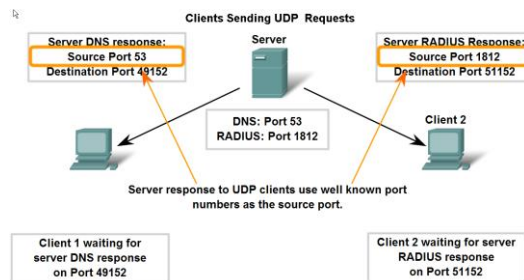 Clients Sending UDP Requests
Server DNS response:
Source Port 53
Destination Port 49152
Server
Server RADIUS Response:
Source Port 1812
Destination Port 51152
DNS: Port 53
RADIUS: Port 1812
Client 2
Server response to UDP clients use well known port
numbers as the source port.
Client 1 waiting for
server DNS response
on Port 49152
Client 2 waiting for server
RADIUS response
on Port 51152